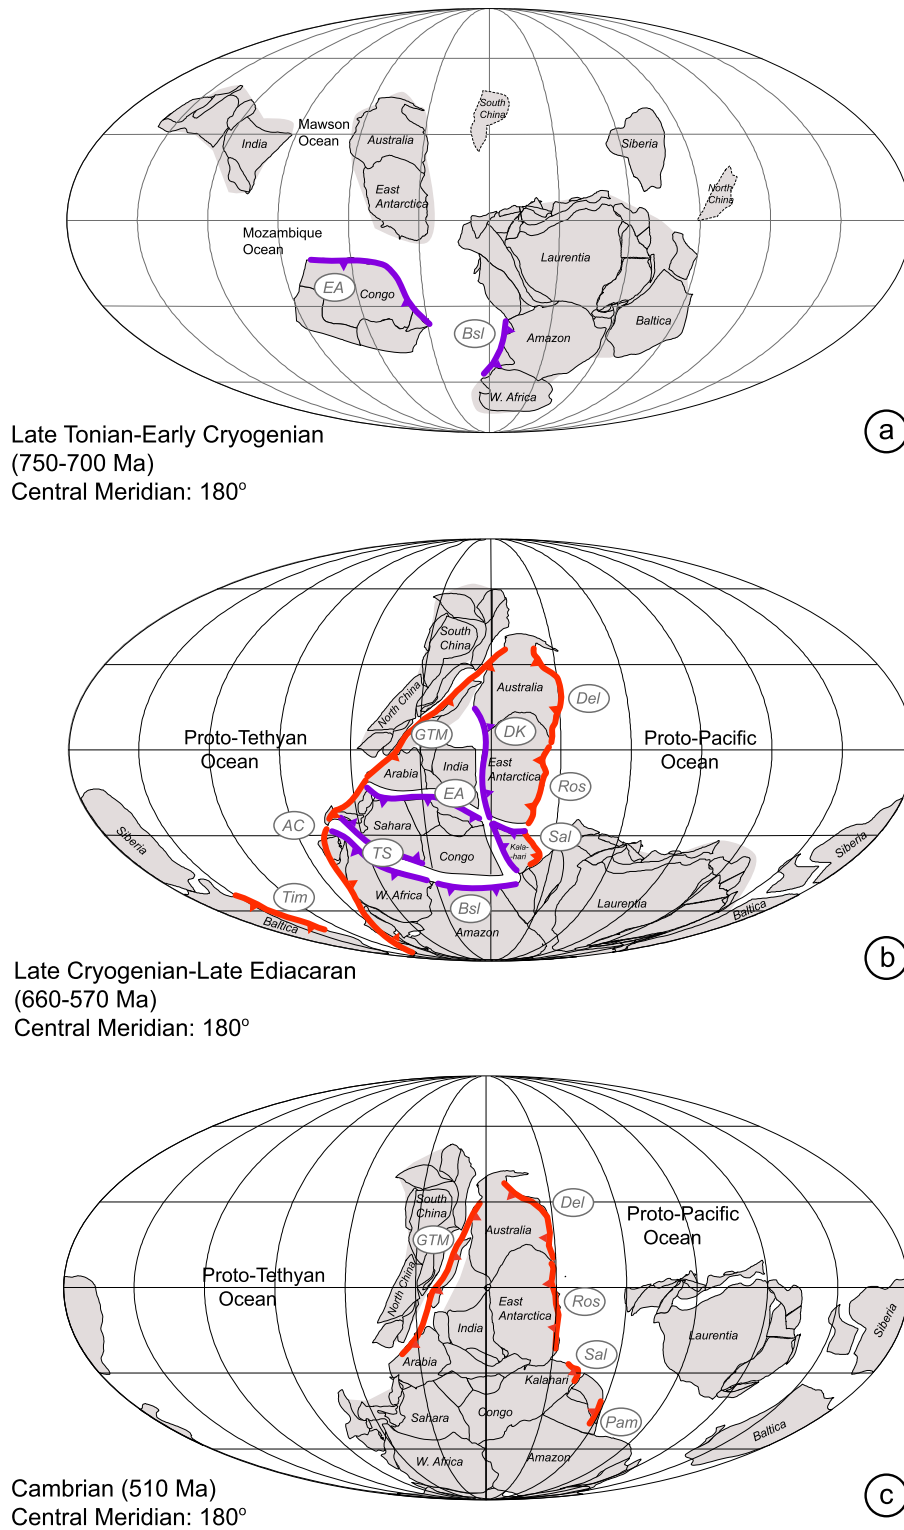 South
China
Mawson
Ocean
India
Australia
Siberia
East
Antarctica
North
China
Mozambique
Ocean
Laurentia
EA
Congo
Bsl
Amazon
Baltica
W. Africa
Late Tonian-Early Cryogenian
(750-700 Ma)
Central Meridian: 180o
a
South
China
North China
Australia
Del
GTM
DK
Proto-Tethyan
Ocean
Proto-Pacific
Ocean
Arabia
India
East
Antarctica
EA
Ros
Siberia
AC
Sahara
Sal
Siberia
TS
Congo
Kala-
hari
Tim
W. Africa
Bsl
Laurentia
Baltica
Baltica
Amazon
Late Cryogenian-Late Ediacaran
(660-570 Ma)
Central Meridian: 180o
b
South
China
Del
GTM
Australia
Proto-Pacific
Ocean
Proto-Tethyan
Ocean
North China
East
Antarctica
Ros
India
Laurentia
Siberia
Arabia
Sal
Kalahari
Sahara
Congo
Pam
Baltica
W. Africa
Amazon
Cambrian (510 Ma)
Central Meridian: 180o
c